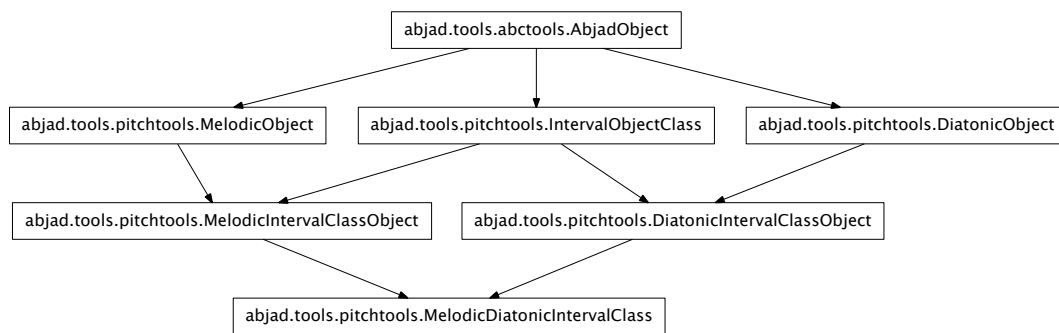 abjad.tools.abctools.AbjadObject
abjad.tools.pitchtools.MelodicObject
abjad.tools.pitchtools.IntervalObjectClass
abjad.tools.pitchtools.DiatonicObject
abjad.tools.pitchtools.MelodicIntervalClassObject
abjad.tools.pitchtools.DiatonicIntervalClassObject
abjad.tools.pitchtools.MelodicDiatonicIntervalClass